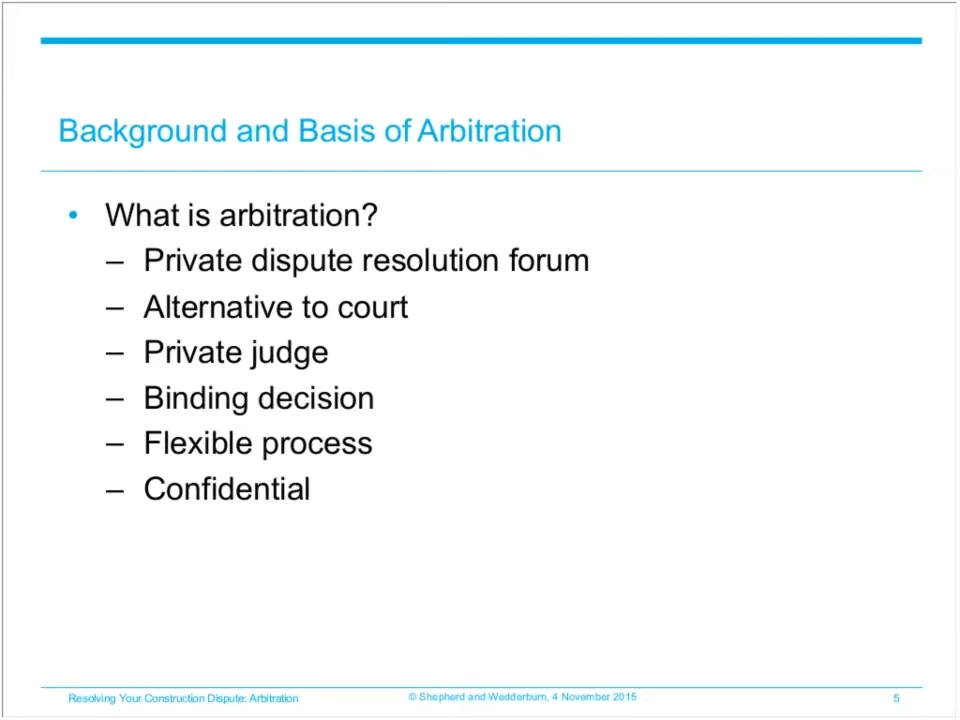 Background and Basis of Arbitration
• What is arbitration?
– Private dispute resolution forum
– Alternative to court
– Private judge
– Binding decision
– Flexible process
– Confidential
Resolving Your Construction Dispute: Arbitration © Shepherd and Wedderburn, 4 November 2015 5